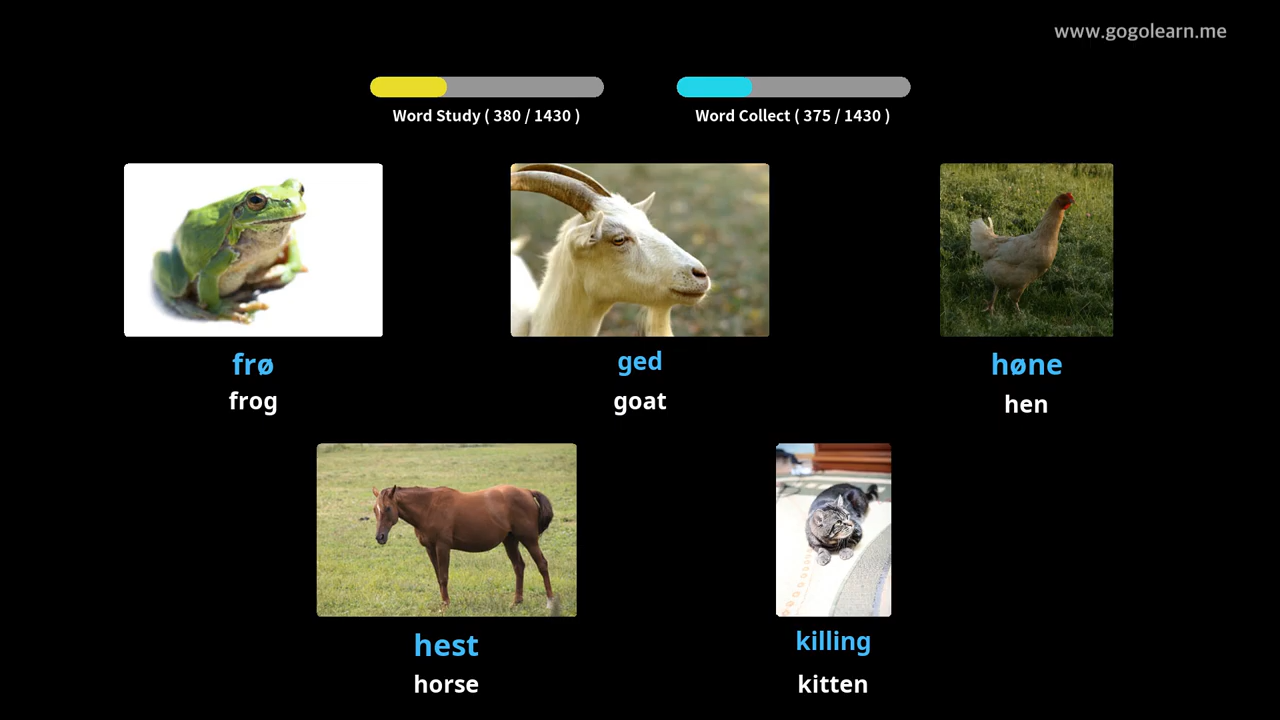 www.gogolearn.me
Word Study ( 380 / 1430 )
Word Collect ( 375 / 1430 )
frø
frog
ged
goat
høne
hen
hest
horse
killing
kitten